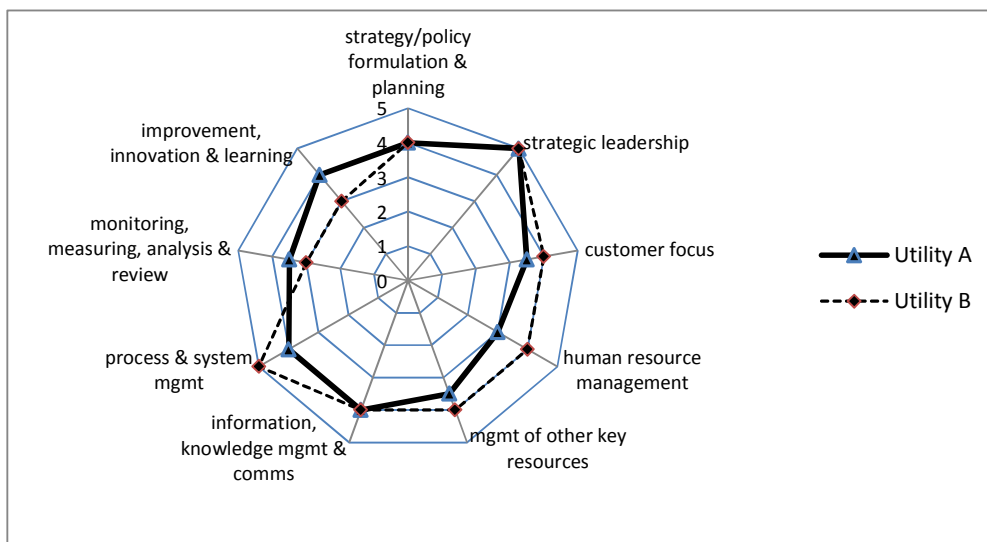 strategy/policy
formulation &
planning
5
4
3
2
1
0
strategic leadership
customer focus
human resource
management
mgmt of other key
resources
information,
knowledge mgmt &
comms
process & system
mgmt
monitoring,
measuring, analysis &
review
improvement,
innovation & learning
Utility A
Utility B